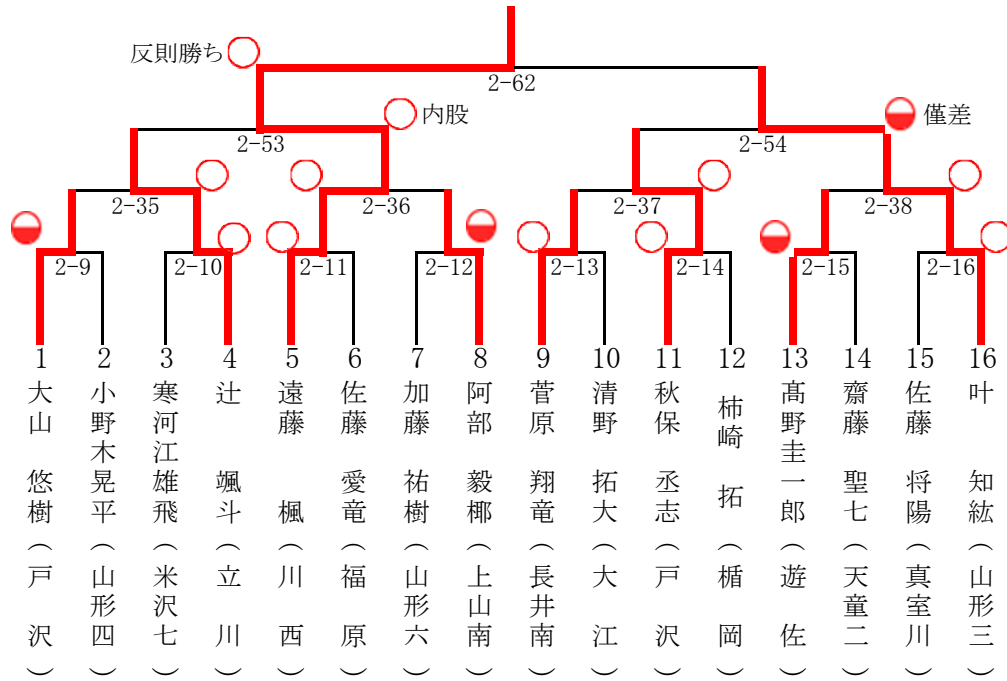 反則勝ち
2-62
内股
僅差
2-53
2-54
2-35
2-36
2-37
2-38
2-9
2-10
2-11
2-12
2-13
2-14
2-15
2-16
1
2
3
4
5
6
7
8
9
10
11
12
13
14
15
16
大山 悠樹（戸 沢）
小野木晃平（山形四）
寒河江雄飛（米沢七）
辻 颯斗（立 川）
遠藤 楓（川 西）
佐藤 愛竜（福 原）
加藤 祐樹（山形六）
阿部 毅梛（上山南）
菅原 翔竜（長井南）
清野 拓大（大 江）
秋保 丞志（戸 沢）
柿崎 拓（楯 岡）
髙野圭一郎（遊 佐）
齋藤 聖七（天童二）
佐藤 将陽（真室川）
叶 知紘（山形三）